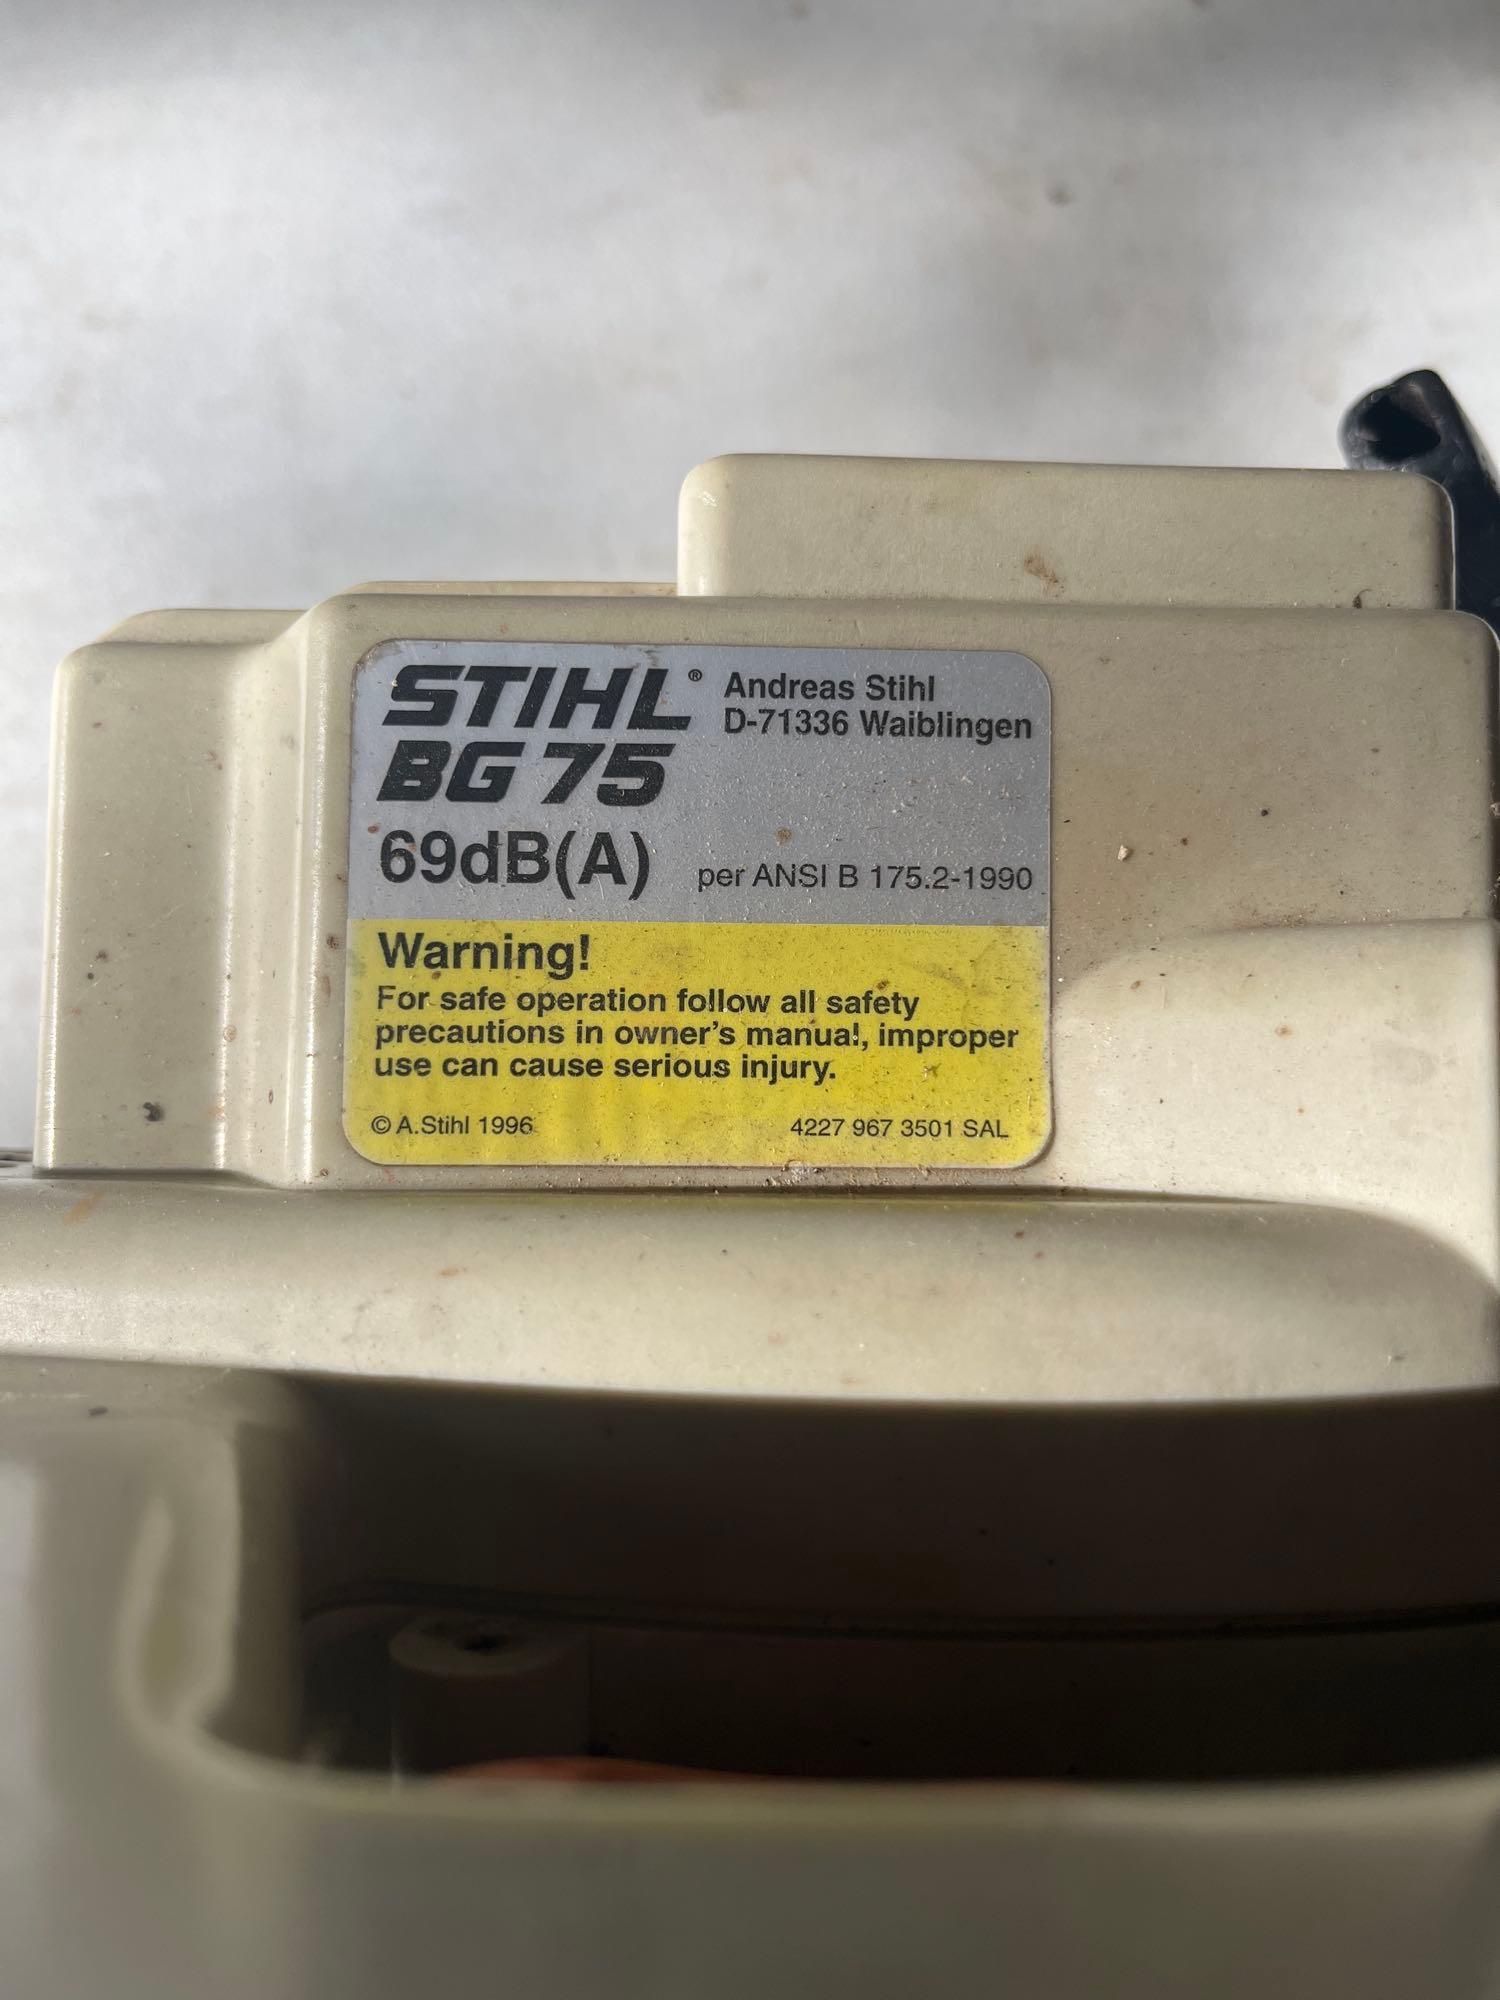 STIHL® Andreas Stihl
BG 75 D-71336 Waiblingen
69dB(A) per ANSI B 175.2-1990
Warning!
For safe operation follow all safety
precautions in owner's manual, improper
use can cause serious injury.
© A.Stihl 1996 4227 967 3501 SAL